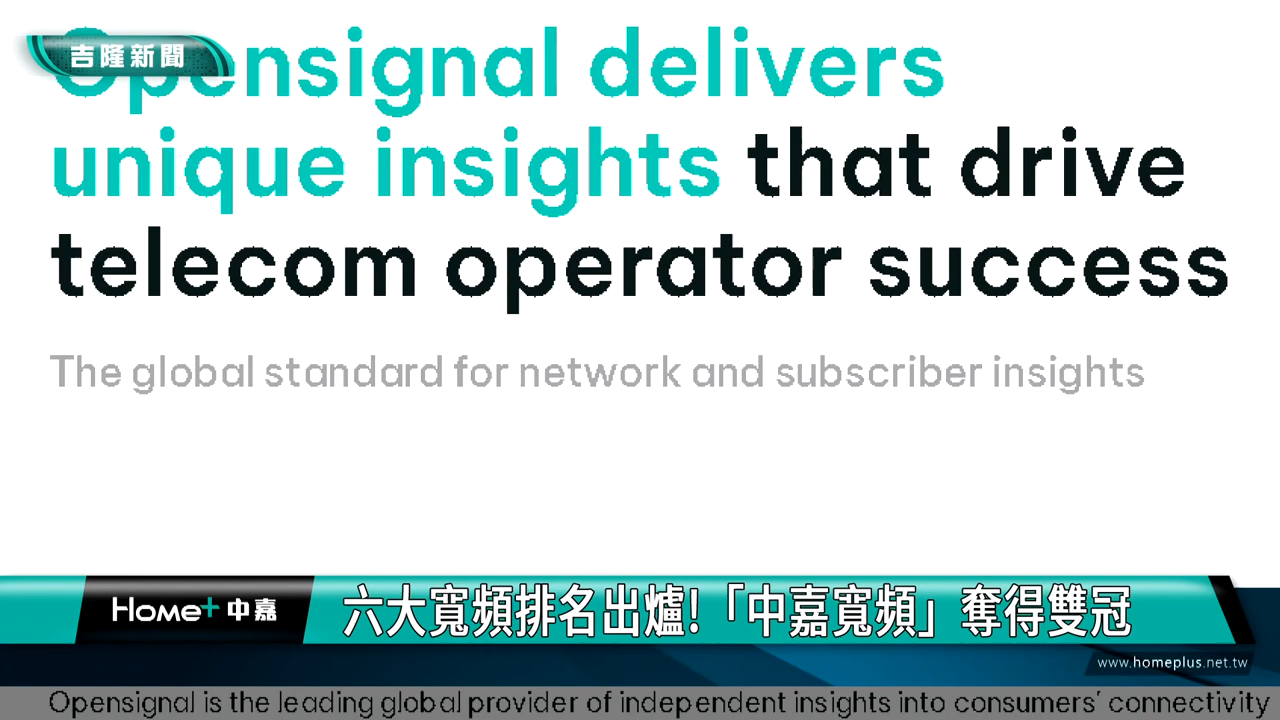 吉隆新聞
Opensignal delivers
unique insights that drive
telecom operator success
The global standard for network and subscriber insights
Home+ 中嘉
六大寬頻排名出爐!「中嘉寬頻」奪得雙冠
www.homeplus.net.tw
Opensignal is the leading global provider of independent insights into consumers' connectivity